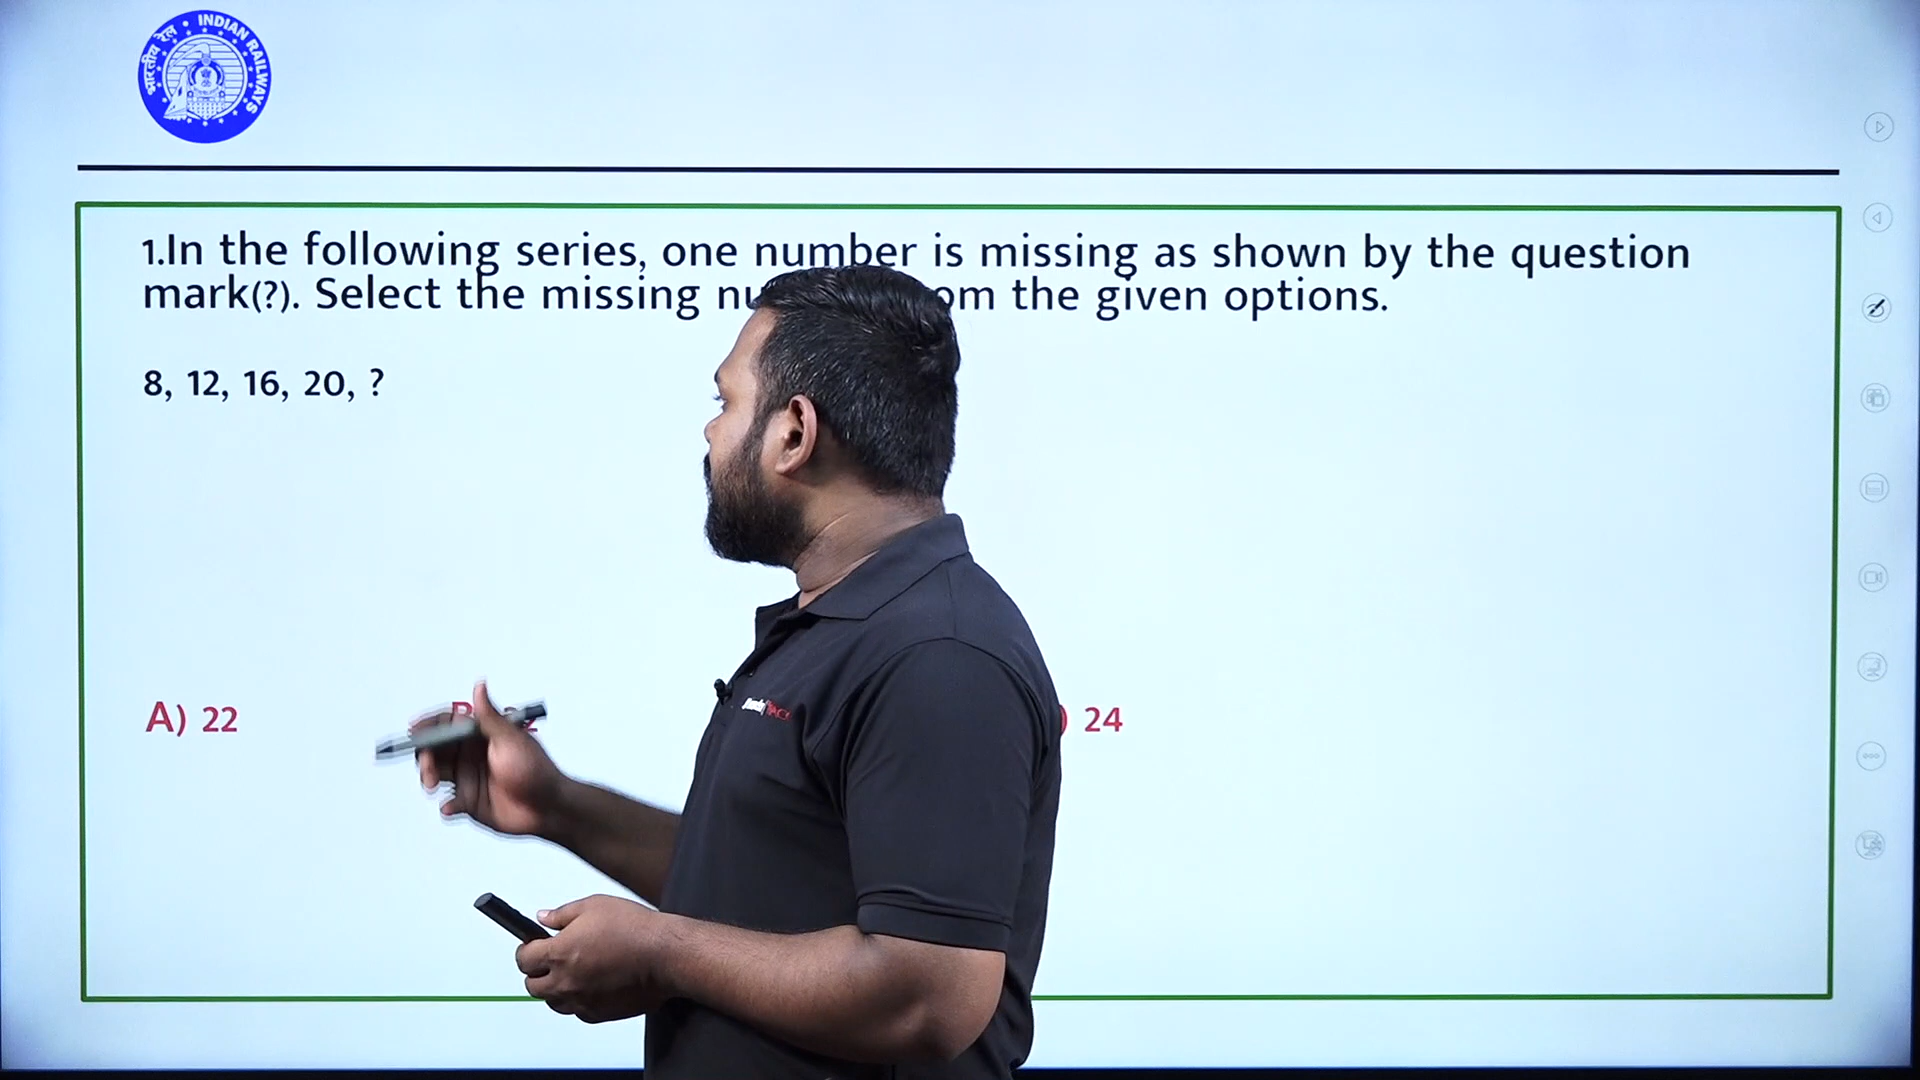 भारतीय रेल • INDIAN RAILWAYS
1.In the following series, one number is missing as shown by the question
mark(?). Select the missing nu om the given options.
8, 12, 16, 20, ?
A) 22 ) 24